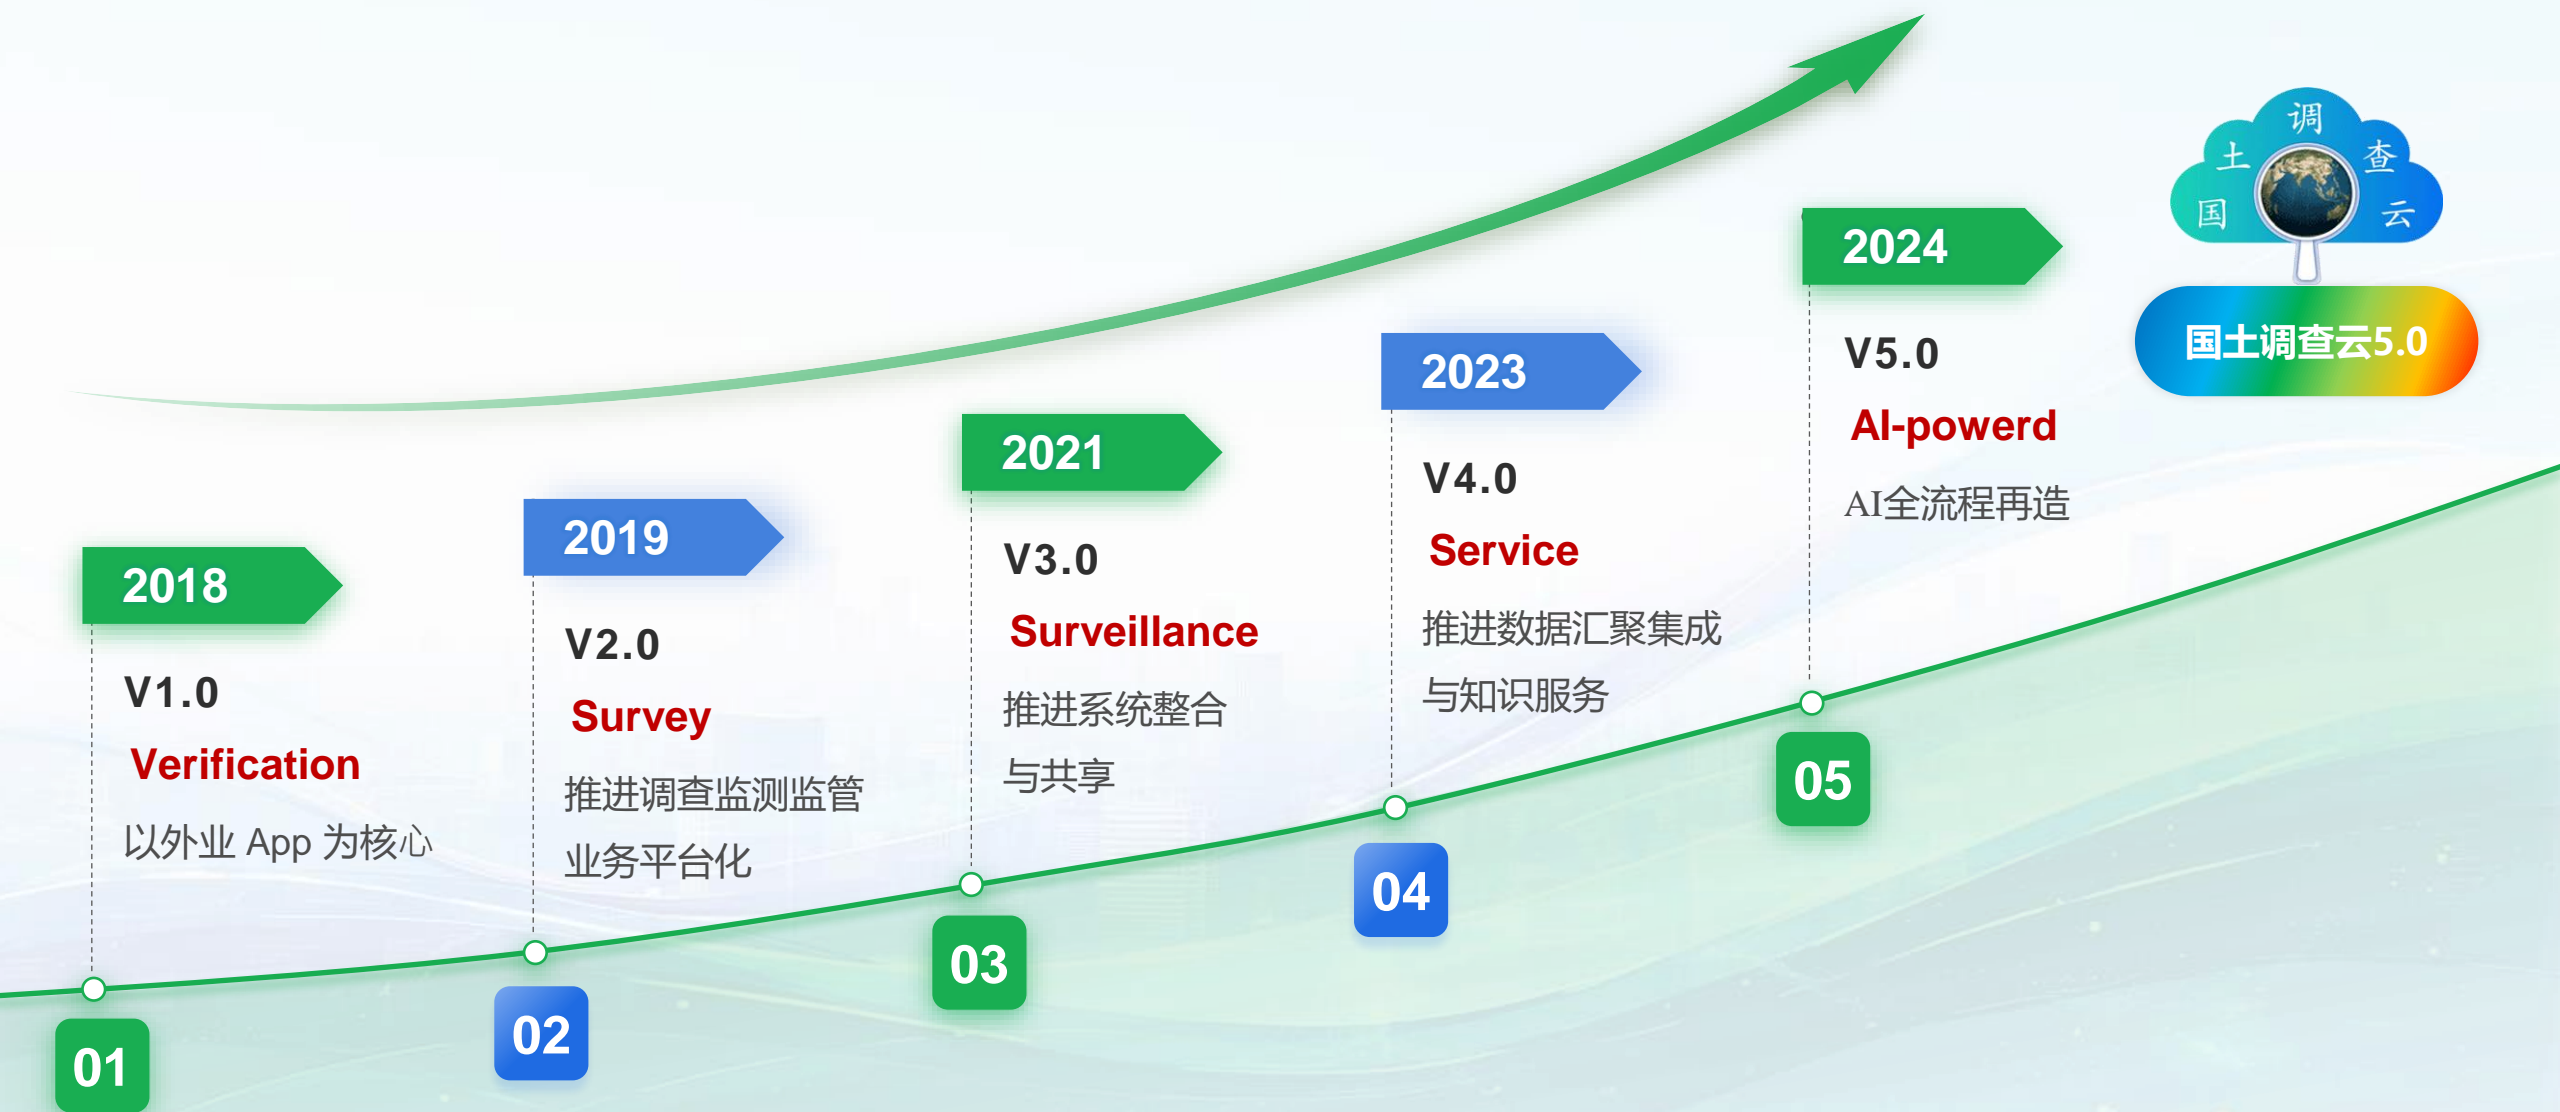 2018
V1.0
Verification
以外业 App 为核心
01
2019
V2.0
Survey
推进调查监测监管
业务平台化
02
2021
V3.0
Surveillance
推进系统整合
与共享
03
2023
V4.0
Service
推进数据汇聚集成
与知识服务
04
2024
V5.0
AI-powerd
AI全流程再造
05
国土调查云
国土调查云5.0